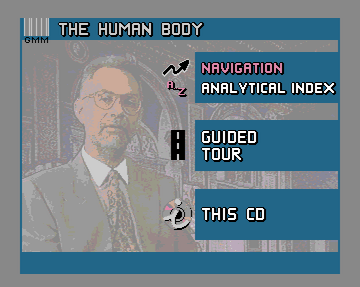 THE HUMAN BODY
GMM
NAVIGATION
A-Z
ANALYTICAL INDEX
GUIDED
TOUR
THIS CD